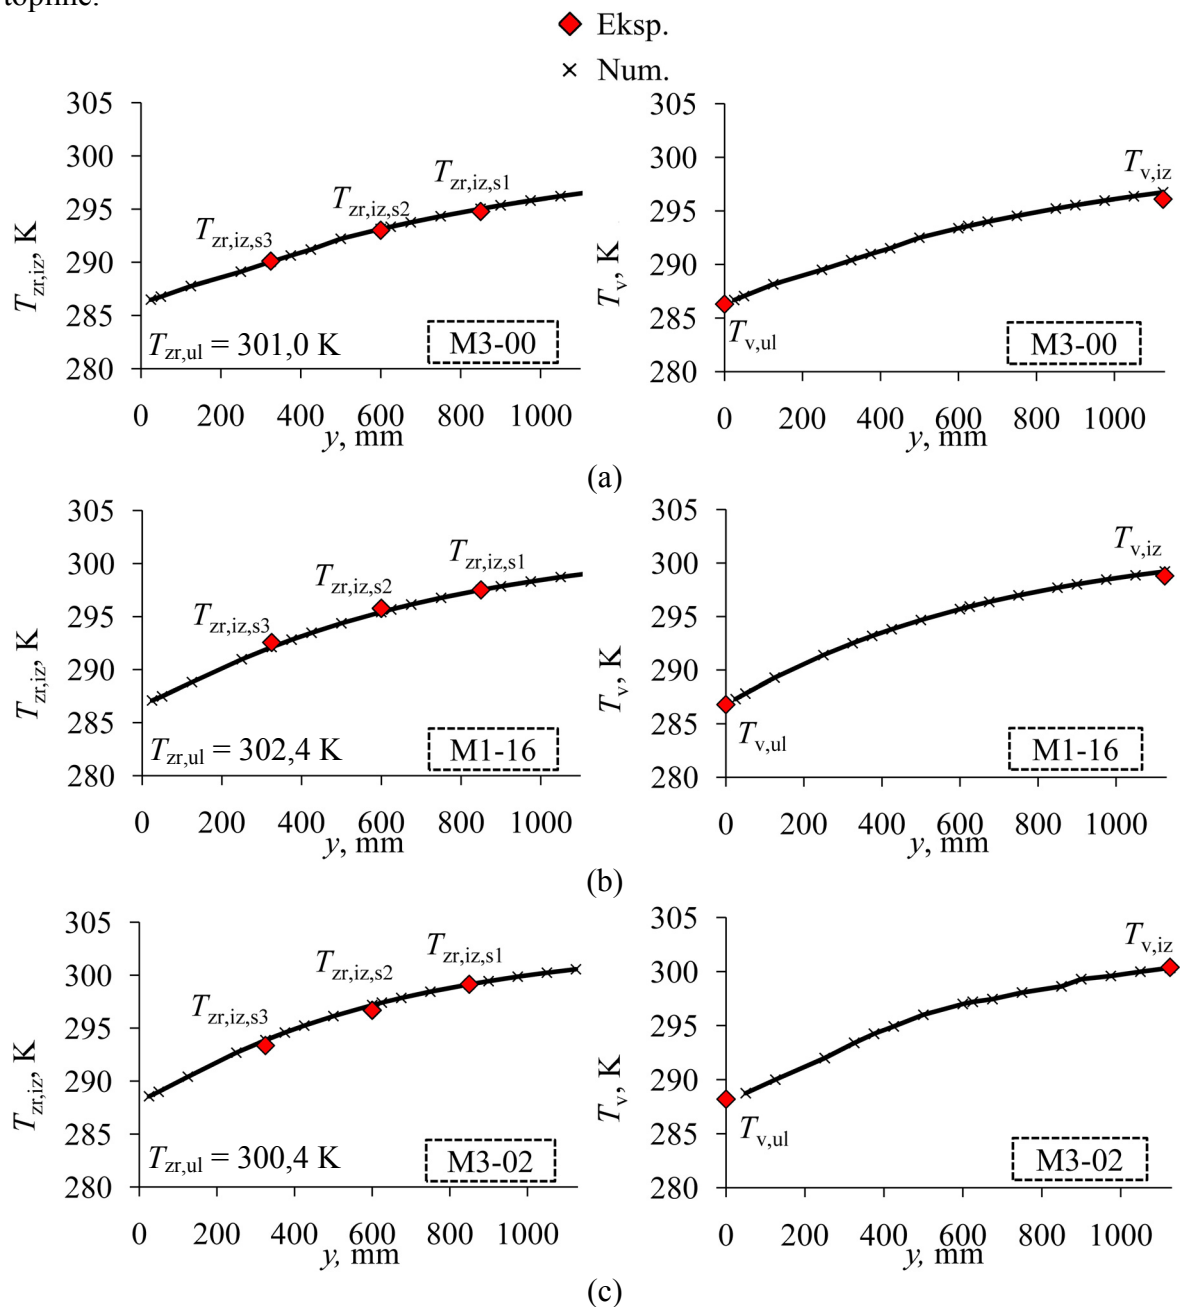 topline.
Eksp.
Num.
305
300
295
290
285
280
T_zr,iz, K
T_zr,iz,s3
T_zr,iz,s2
T_zr,iz,s1
T_zr,ul = 301,0 K
M3-00
0 200 400 600 800 1000
y, mm
305
300
295
290
285
280
T_v, K
T_v,iz
T_v,ul
M3-00
0 200 400 600 800 1000
y, mm
(a)
305
300
295
290
285
280
T_zr,iz, K
T_zr,iz,s3
T_zr,iz,s2
T_zr,iz,s1
T_zr,ul = 302,4 K
M1-16
0 200 400 600 800 1000
y, mm
305
300
295
290
285
280
T_v, K
T_v,iz
T_v,ul
M1-16
0 200 400 600 800 1000
y, mm
(b)
305
300
295
290
285
280
T_zr,iz, K
T_zr,iz,s3
T_zr,iz,s2
T_zr,iz,s1
T_zr,ul = 300,4 K
M3-02
0 200 400 600 800 1000
y, mm
305
300
295
290
285
280
T_v, K
T_v,iz
T_v,ul
M3-02
0 200 400 600 800 1000
y, mm
(c)